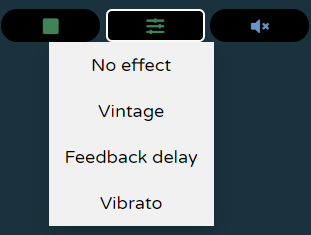 No effect
Vintage
Feedback delay
Vibrato